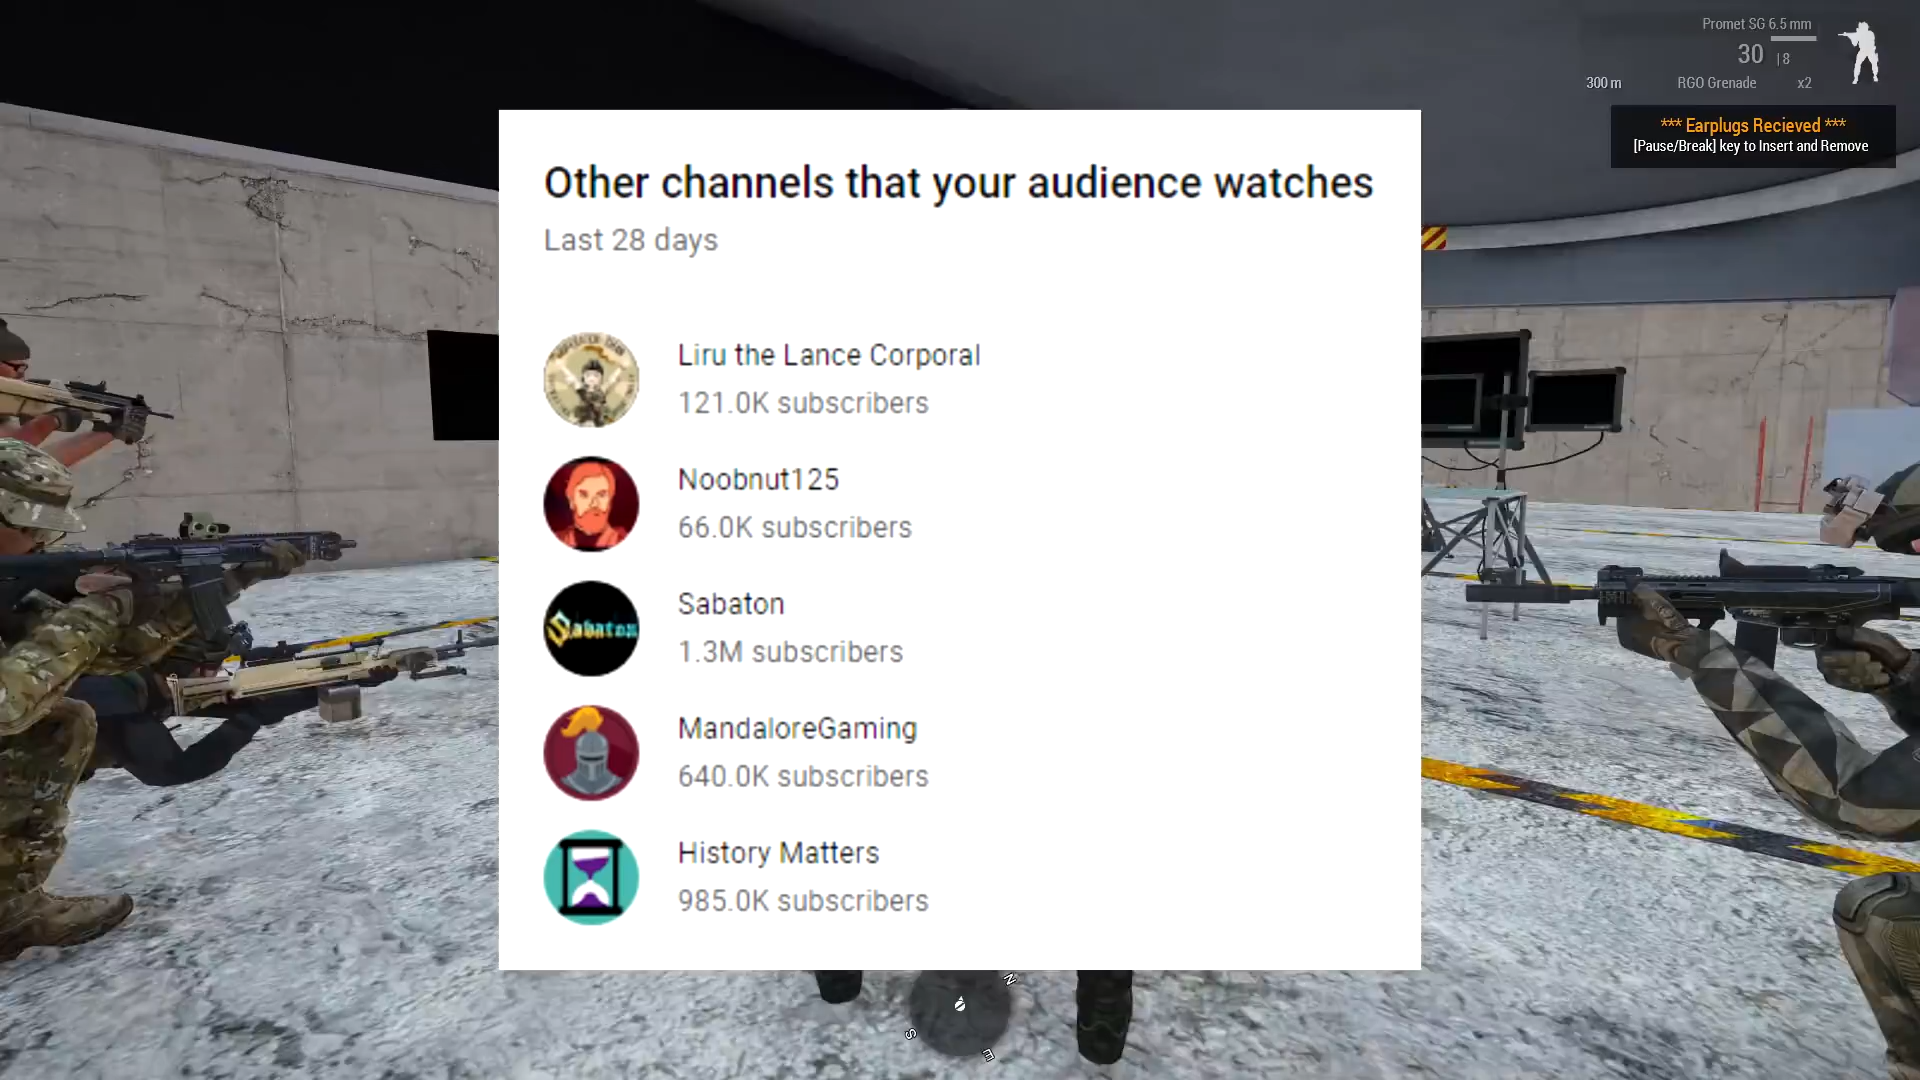 Promet SG 6.5 mm
30 | 8
300 m RGO Grenade x2
*** Earplugs Recieved ***
[Pause/Break] key to Insert and Remove
Other channels that your audience watches
Last 28 days
Liru the Lance Corporal
121.0K subscribers
Noobnut125
66.0K subscribers
Sabaton
Sabaton
1.3M subscribers
MandaloreGaming
640.0K subscribers
History Matters
985.0K subscribers
N
S
E